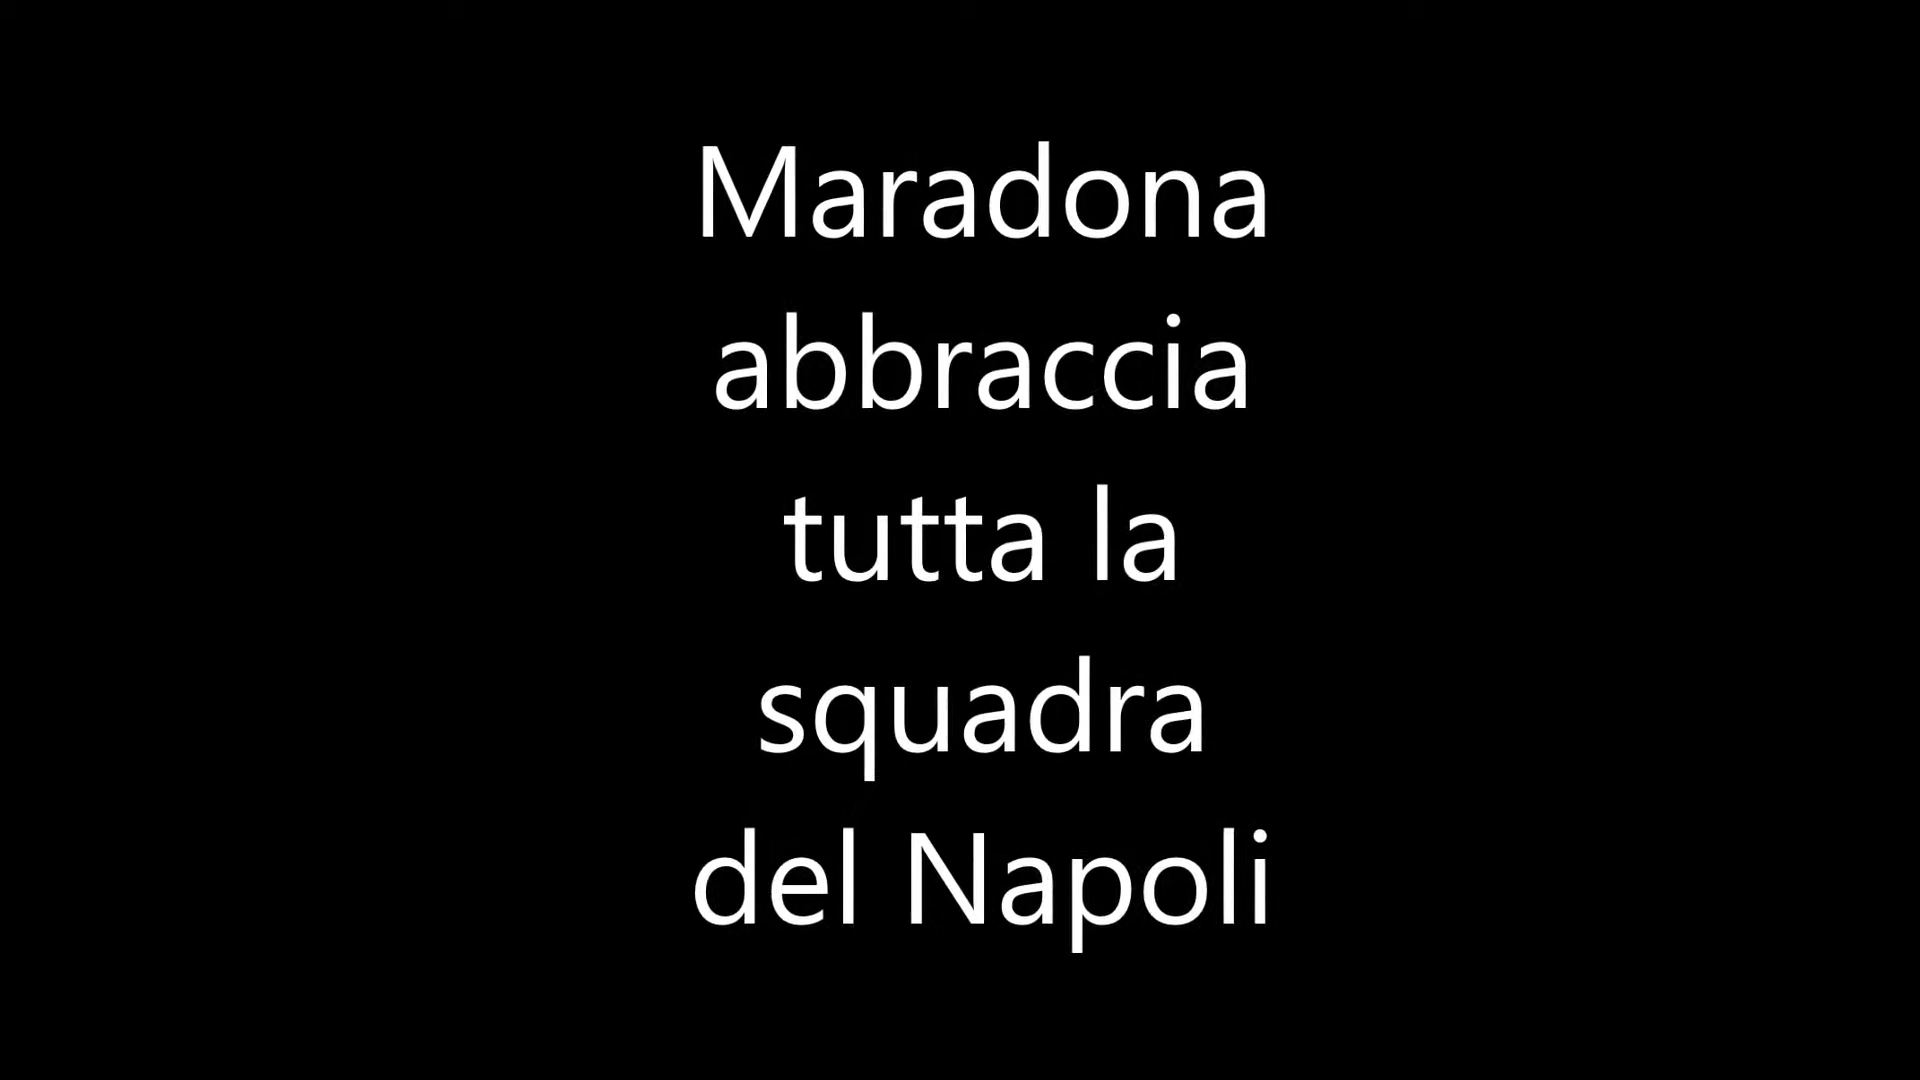 Maradona
abbraccia
tutta la
squadra
del Napoli